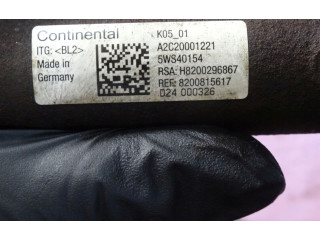 Continental K05_01
ITG: <BL2> A2C20001221
Made in 5WS40154
Germany RSA: H8200296867
REF: 8200815617
D24 000326